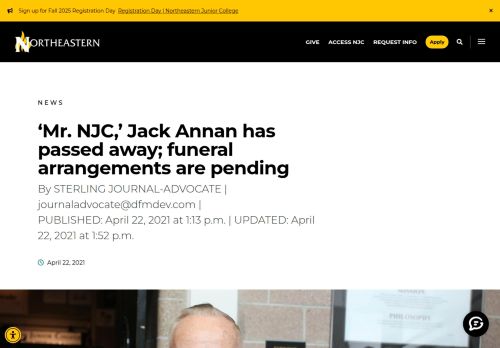 Sign up for Fall 2025 Registration Day Registration Day | Northeastern Junior College ×
NORTHEASTERN GIVE ACCESS NJC REQUEST INFO Apply
NEWS
‘Mr. NJC,’ Jack Annan has
passed away; funeral
arrangements are pending
By STERLING JOURNAL-ADVOCATE |
journaladvocate@dfmdev.com |
PUBLISHED: April 22, 2021 at 1:13 p.m. | UPDATED: April
22, 2021 at 1:52 p.m.
April 22, 2021
MISSION
PHILOSOPHY